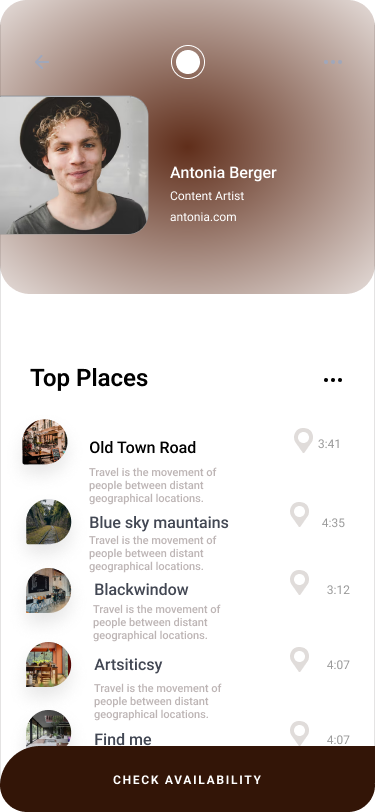 Antonia Berger
Content Artist
antonia.com
Top Places
Old Town Road
3:41
Travel is the movement of
people between distant
geographical locations.
Blue sky mauntains
4:35
Travel is the movement of
people between distant
geographical locations.
Blackwindow
3:12
Travel is the movement of
people between distant
geographical locations.
Artsiticsy
4:07
Travel is the movement of
people between distant
geographical locations.
Find me
4:07
CHECK AVAILABILITY